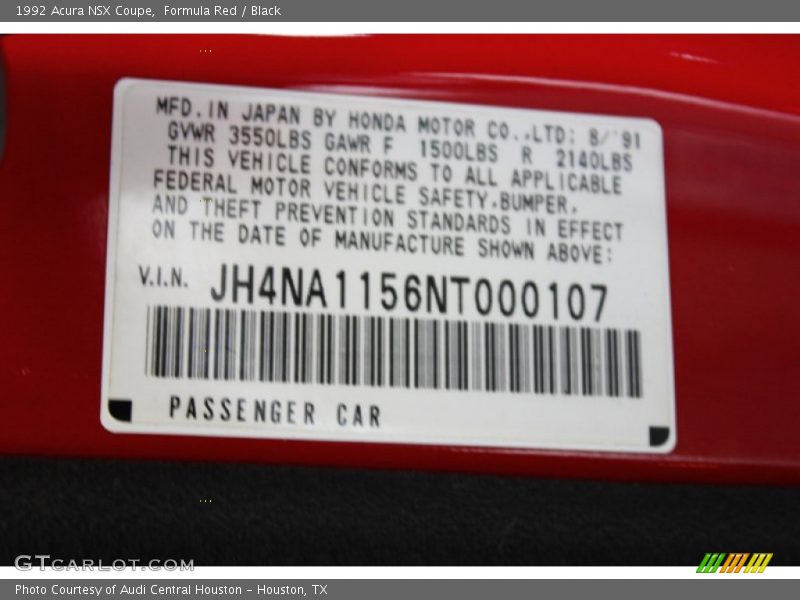 1992 Acura NSX Coupe, Formula Red / Black
MFD. IN JAPAN BY HONDA MOTOR CO., LTD: 8/'91
GVWR 3550LBS GAWR F 1500LBS R 2140LBS
THIS VEHICLE CONFORMS TO ALL APPLICABLE
FEDERAL MOTOR VEHICLE SAFETY, BUMPER,
AND THEFT PREVENTION STANDARDS IN EFFECT
ON THE DATE OF MANUFACTURE SHOWN ABOVE:
V.I.N. JH4NA1156NT000107
PASSENGER CAR
GTCARLOT.COM
Photo Courtesy of Audi Central Houston - Houston, TX